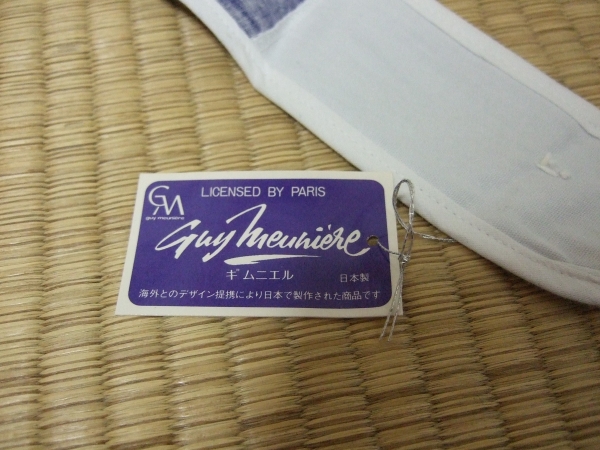 GM
guy meunière
LICENSED BY PARIS
Guy Meunière
ギ ムニエル
日本製
海外とのデザイン提携により日本で製作された商品です